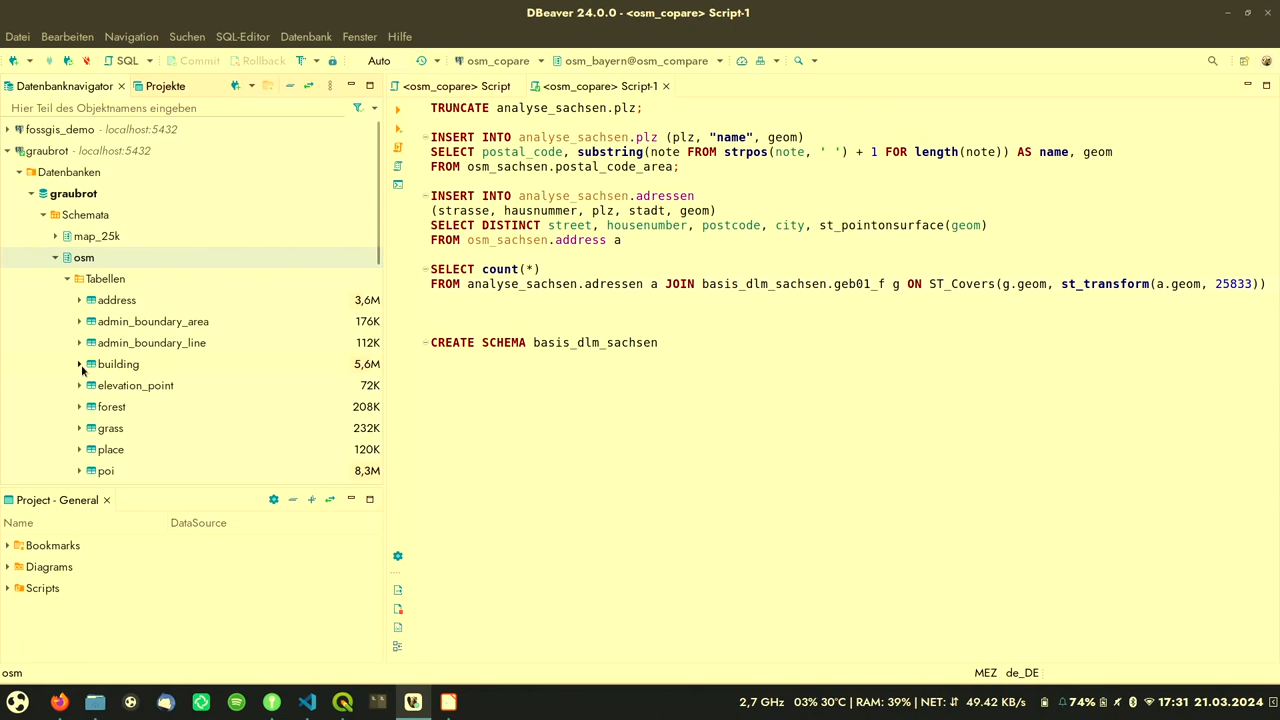 DBeaver 24.0.0 - <osm_copare> Script-1
Datei Bearbeiten Navigation Suchen SQL-Editor Datenbank Fenster Hilfe
SQL Commit Rollback Auto osm_copare osm_bayern@osm_compare
Datenbanknavigator Projekte
Hier Teil des Objektnamens eingeben
fossgis_demo - localhost:5432
graubrot - localhost:5432
Datenbanken
graubrot
Schemata
map_25k
osm
Tabellen
address 3,6M
admin_boundary_area 176K
admin_boundary_line 112K
building 5,6M
elevation_point 72K
forest 208K
grass 232K
place 120K
poi 8,3M
Project - General
Name DataSource
Bookmarks
Diagrams
Scripts
<osm_copare> Script <osm_copare> Script-1
TRUNCATE analyse_sachsen.plz;
INSERT INTO analyse_sachsen.plz (plz, "name", geom)
SELECT postal_code, substring(note FROM strpos(note, ' ') + 1 FOR length(note)) AS name, geom
FROM osm_sachsen.postal_code_area;
INSERT INTO analyse_sachsen.adressen
(strasse, hausnummer, plz, stadt, geom)
SELECT DISTINCT street, housenumber, postcode, city, st_pointonsurface(geom)
FROM osm_sachsen.address a
SELECT count(*)
FROM analyse_sachsen.adressen a JOIN basis_dlm_sachsen.geb01_f g ON ST_Covers(g.geom, st_transform(a.geom, 25833))
CREATE SCHEMA basis_dlm_sachsen
osm MEZ de_DE
2,7 GHz 03% 30°C | RAM: 39% | NET: 49.42 KB/s 74% 17:31 21.03.2024